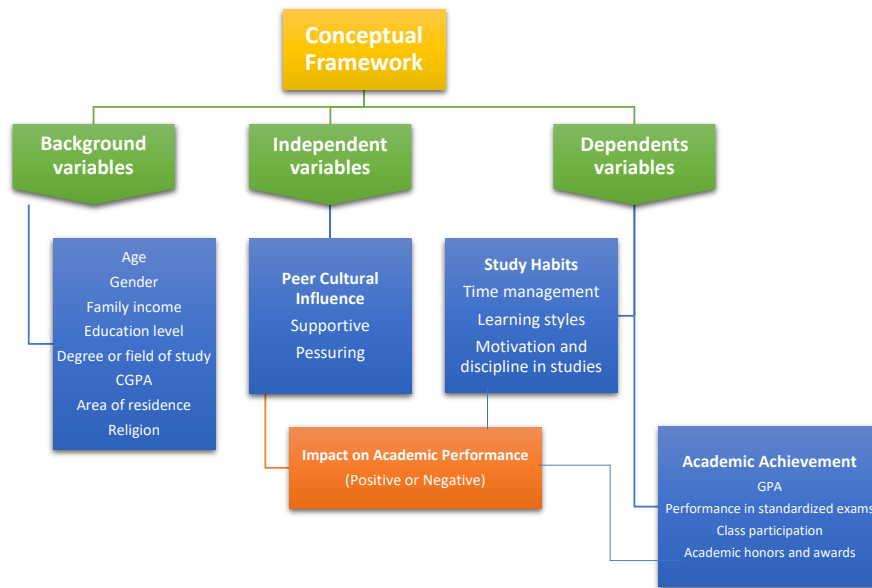 Conceptual
Framework
Background
variables
Independent
variables
Dependents
variables
Age
Gender
Family income
Education level
Degree or field of study
CGPA
Area of residence
Religion
Peer Cultural
Influence
Supportive
Pessuring
Study Habits
Time management
Learning styles
Motivation and
discipline in studies
Impact on Academic Performance
(Positive or Negative)
Academic Achievement
GPA
Performance in standardized exams
Class participation
Academic honors and awards